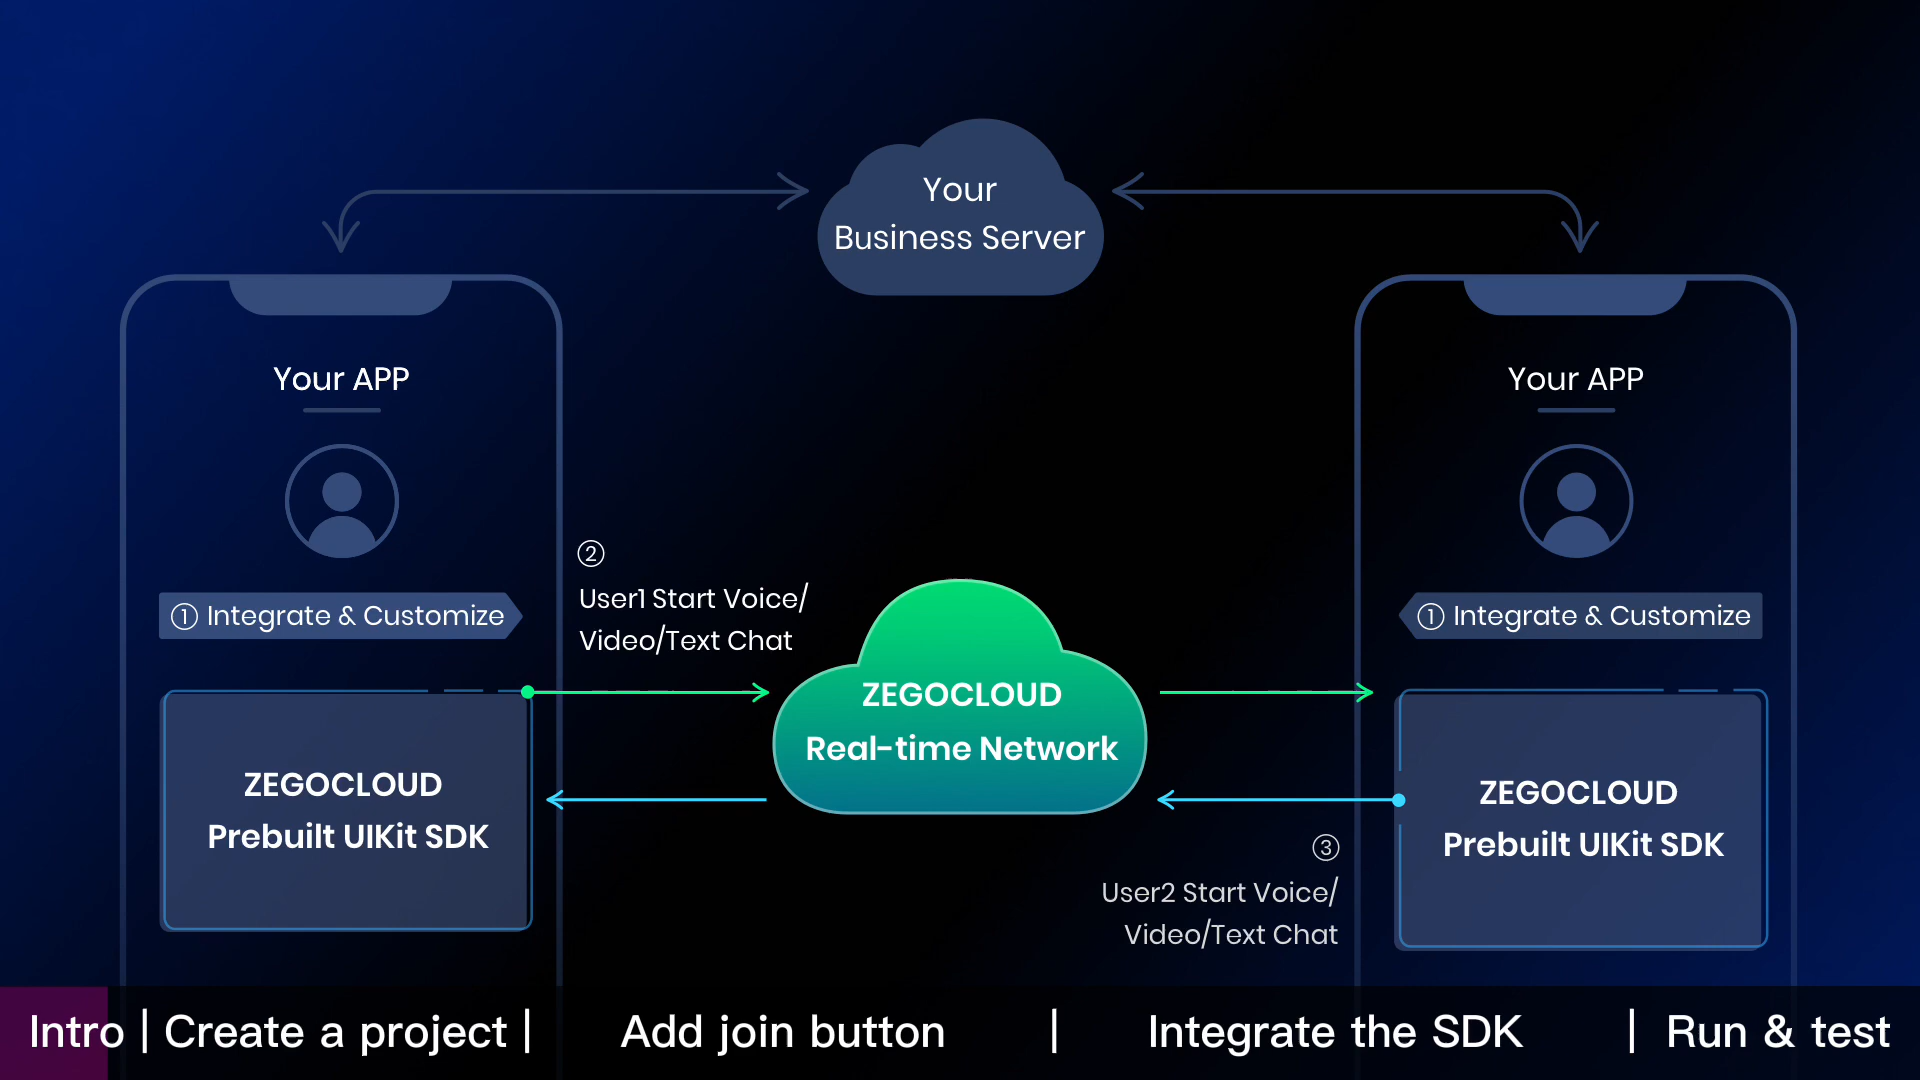 Your
Business Server
Your APP
① Integrate & Customize
ZEGOCLOUD
Prebuilt UIKit SDK
②
User1 Start Voice/
Video/Text Chat
ZEGOCLOUD
Real-time Network
③
User2 Start Voice/
Video/Text Chat
Your APP
① Integrate & Customize
ZEGOCLOUD
Prebuilt UIKit SDK
Intro | Create a project | Add join button | Integrate the SDK | Run & test